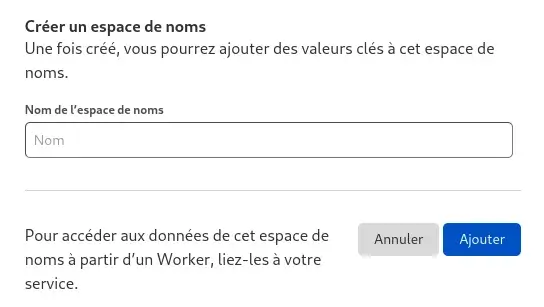 Créer un espace de noms
Une fois créé, vous pourrez ajouter des valeurs clés à cet espace de
noms.
Nom de l’espace de noms
Nom
Pour accéder aux données de cet espace de
noms à partir d’un Worker, liez-les à votre
service.
Annuler
Ajouter